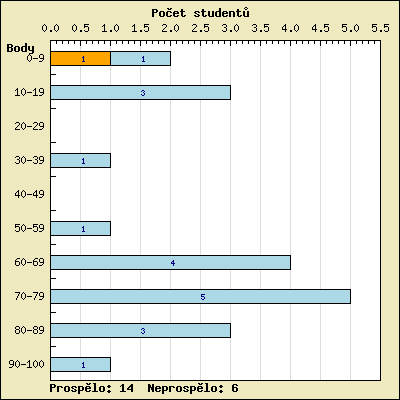 Počet studentů
0.0 0.5 1.0 1.5 2.0 2.5 3.0 3.5 4.0 4.5 5.0 5.5
Body
0-9 1 1
10-19 3
20-29
30-39 1
40-49
50-59 1
60-69 4
70-79 5
80-89 3
90-100 1
Prospělo: 14 Neprospělo: 6